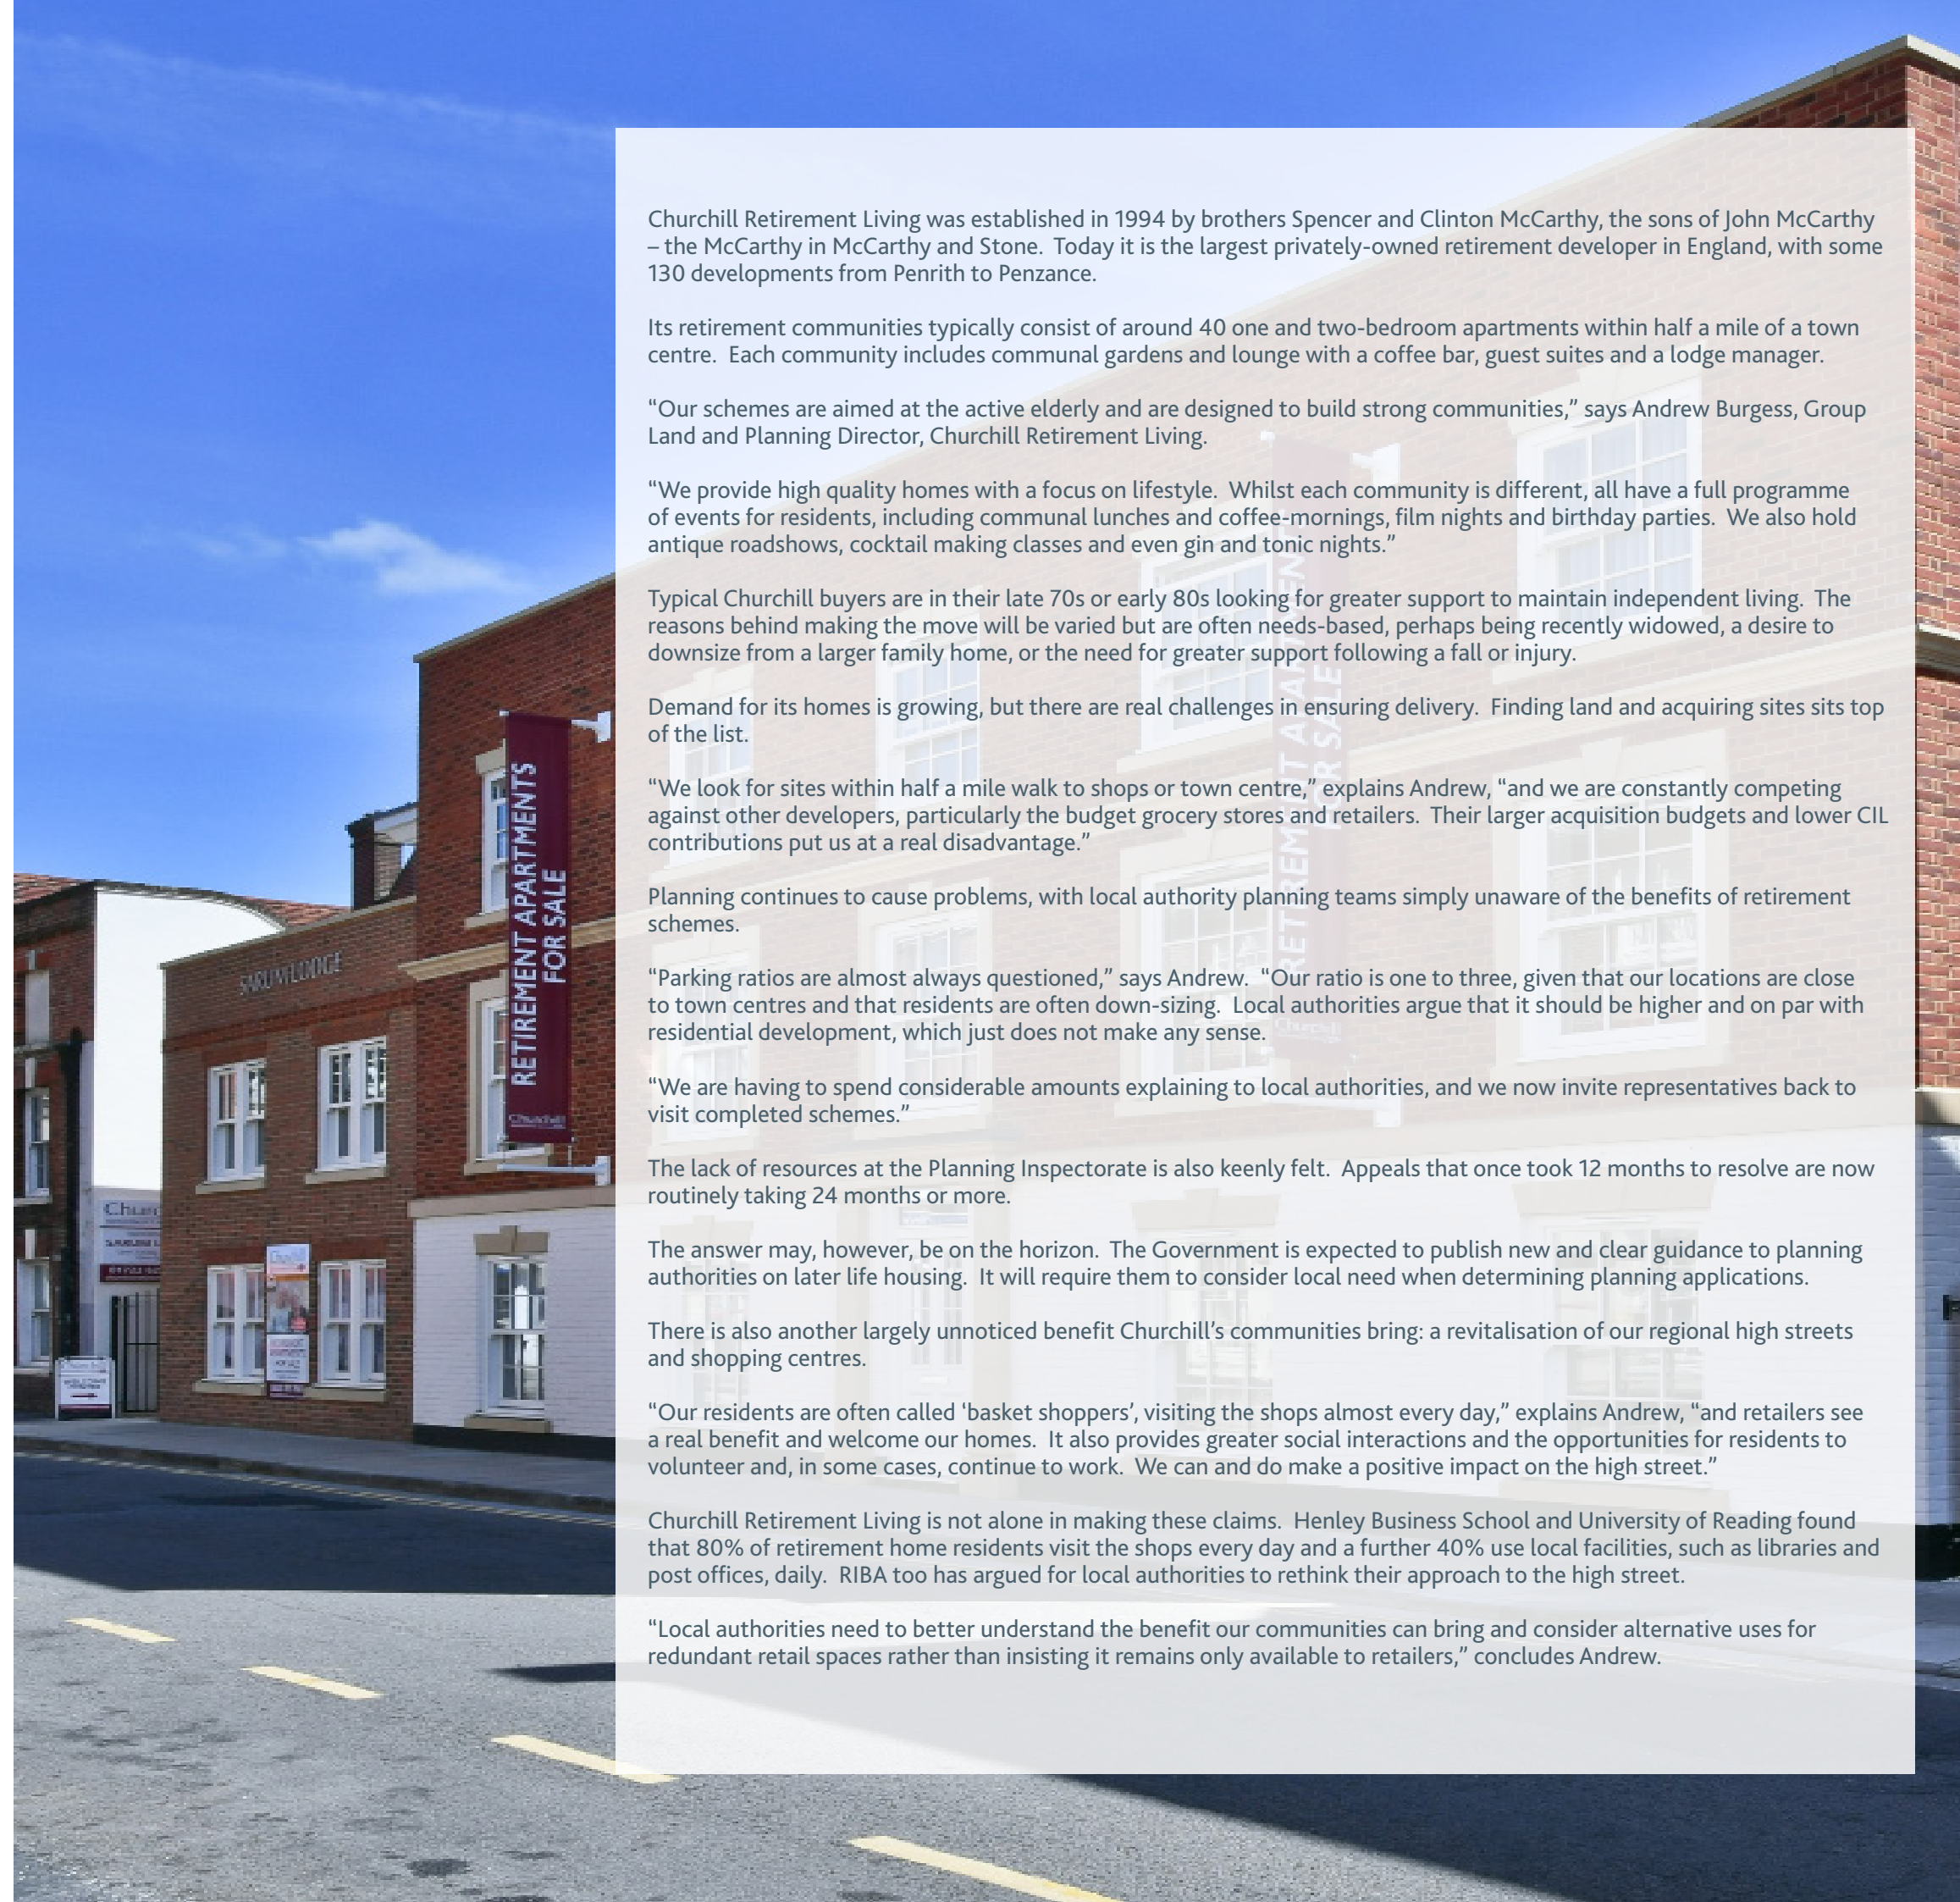 Churchill Retirement Living was established in 1994 by brothers Spencer and Clinton McCarthy, the sons of John McCarthy
– the McCarthy in McCarthy and Stone.  Today it is the largest privately-owned retirement developer in England, with some
130 developments from Penrith to Penzance.
Its retirement communities typically consist of around 40 one and two-bedroom apartments within half a mile of a town
centre.  Each community includes communal gardens and lounge with a coffee bar, guest suites and a lodge manager.
“Our schemes are aimed at the active elderly and are designed to build strong communities,” says Andrew Burgess, Group
Land and Planning Director, Churchill Retirement Living.
“We provide high quality homes with a focus on lifestyle.  Whilst each community is different, all have a full programme
of events for residents, including communal lunches and coffee-mornings, film nights and birthday parties.  We also hold
antique roadshows, cocktail making classes and even gin and tonic nights.”
Typical Churchill buyers are in their late 70s or early 80s looking for greater support to maintain independent living.  The
reasons behind making the move will be varied but are often needs-based, perhaps being recently widowed, a desire to
downsize from a larger family home, or the need for greater support following a fall or injury.
Demand for its homes is growing, but there are real challenges in ensuring delivery.  Finding land and acquiring sites sits top
of the list.
“We look for sites within half a mile walk to shops or town centre,” explains Andrew, “and we are constantly competing
against other developers, particularly the budget grocery stores and retailers.  Their larger acquisition budgets and lower CIL
contributions put us at a real disadvantage.”
Planning continues to cause problems, with local authority planning teams simply unaware of the benefits of retirement
schemes.
“Parking ratios are almost always questioned,” says Andrew.  “Our ratio is one to three, given that our locations are close
to town centres and that residents are often down-sizing.  Local authorities argue that it should be higher and on par with
residential development, which just does not make any sense.
“We are having to spend considerable amounts explaining to local authorities, and we now invite representatives back to
visit completed schemes.”
The lack of resources at the Planning Inspectorate is also keenly felt.  Appeals that once took 12 months to resolve are now
routinely taking 24 months or more.
The answer may, however, be on the horizon.  The Government is expected to publish new and clear guidance to planning
authorities on later life housing.  It will require them to consider local need when determining planning applications.
There is also another largely unnoticed benefit Churchill’s communities bring: a revitalisation of our regional high streets
and shopping centres.
“Our residents are often called ‘basket shoppers’, visiting the shops almost every day,” explains Andrew, “and retailers see
a real benefit and welcome our homes.  It also provides greater social interactions and the opportunities for residents to
volunteer and, in some cases, continue to work.  We can and do make a positive impact on the high street.”
Churchill Retirement Living is not alone in making these claims.  Henley Business School and University of Reading found
that 80% of retirement home residents visit the shops every day and a further 40% use local facilities, such as libraries and
post offices, daily.  RIBA too has argued for local authorities to rethink their approach to the high street.
“Local authorities need to better understand the benefit our communities can bring and consider alternative uses for
redundant retail spaces rather than insisting it remains only available to retailers,” concludes Andrew.
RETIREMENT APARTMENTS
FOR SALE
Churchill
SARUM LODGE
RETIREMENT APARTMENTS
FOR SALE
Churchill